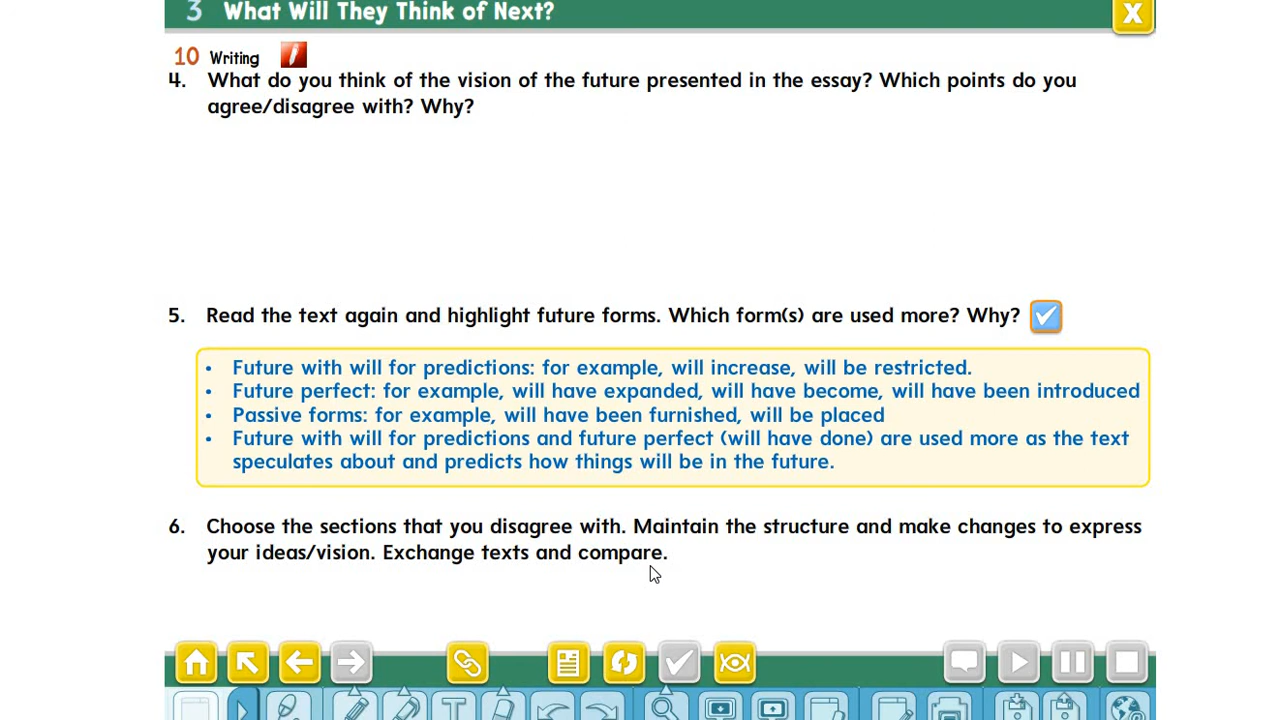 3 What Will They Think of Next?
X
10 Writing
4. What do you think of the vision of the future presented in the essay? Which points do you
agree/disagree with? Why?
5. Read the text again and highlight future forms. Which form(s) are used more? Why?
• Future with will for predictions: for example, will increase, will be restricted.
• Future perfect: for example, will have expanded, will have become, will have been introduced
• Passive forms: for example, will have been furnished, will be placed
• Future with will for predictions and future perfect (will have done) are used more as the text
speculates about and predicts how things will be in the future.
6. Choose the sections that you disagree with. Maintain the structure and make changes to express
your ideas/vision. Exchange texts and compare.
T